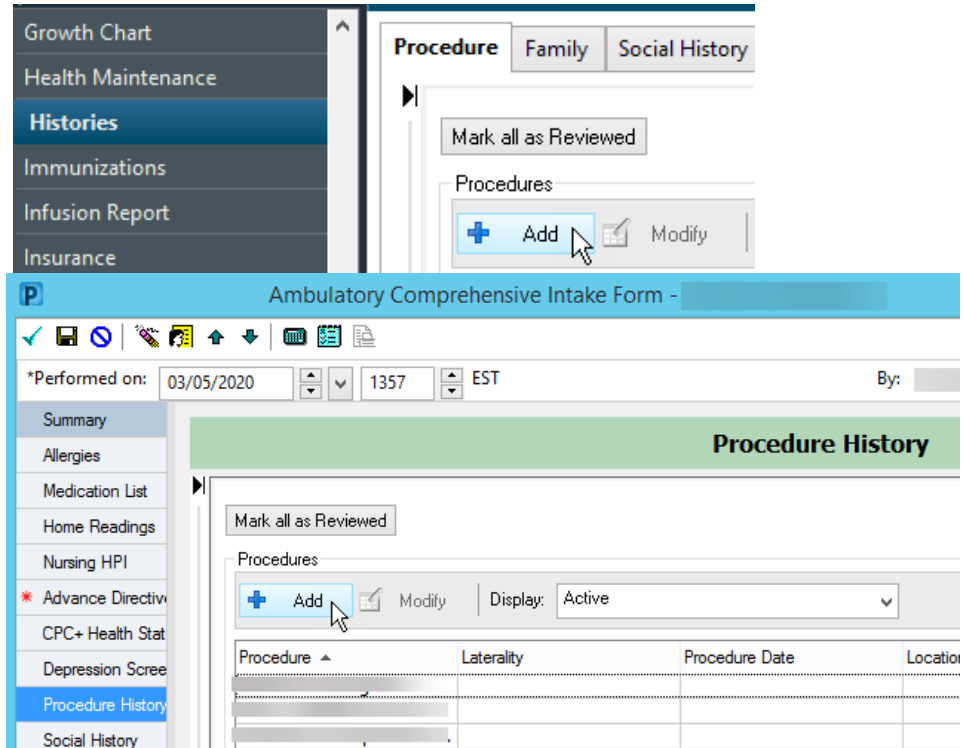 Growth Chart
Health Maintenance
Histories
Immunizations
Infusion Report
Insurance
Procedure Family Social History
Mark all as Reviewed
Procedures
Add Modify
P Ambulatory Comprehensive Intake Form -
*Performed on: 03/05/2020 1357 EST By:
Summary
Allergies
Medication List
Home Readings
Nursing HPI
* Advance Directiv
CPC+ Health Stat
Depression Scree
Procedure History
Social History
Procedure History
Mark all as Reviewed
Procedures
Add Modify Display: Active
Procedure Laterality Procedure Date Location